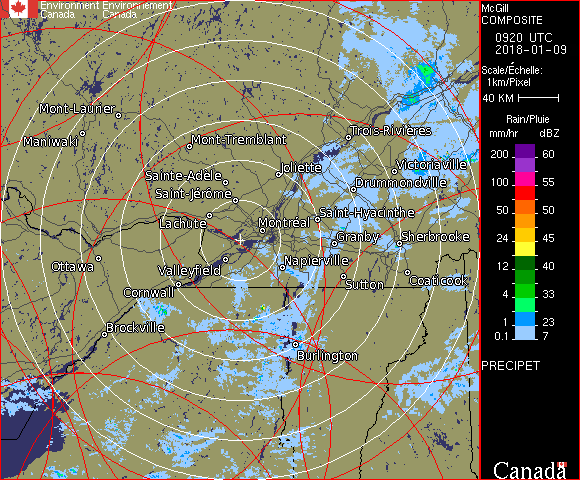 Environment Environnement
Canada Canada
McGill
COMPOSITE
0920 UTC
2018-01-09
Scale/Échelle:
1km/Pixel
40 KM
Rain/Pluie
mm/hr dBZ
200 60
100 55
50 50
24 45
12 40
4 33
1 23
0.1 7
PRECIPET
Canada
Mont-Laurier
Maniwaki
Mont-Tremblant
Trois-Rivières
Sainte-Adèle
Joliette
Victoriaville
Saint-Jérôme
Drummondville
Lachute
Montréal
Saint-Hyacinthe
Granby
Sherbrooke
Ottawa
Valleyfield
Napierville
Cornwall
Sutton
Coaticook
Brockville
Burlington